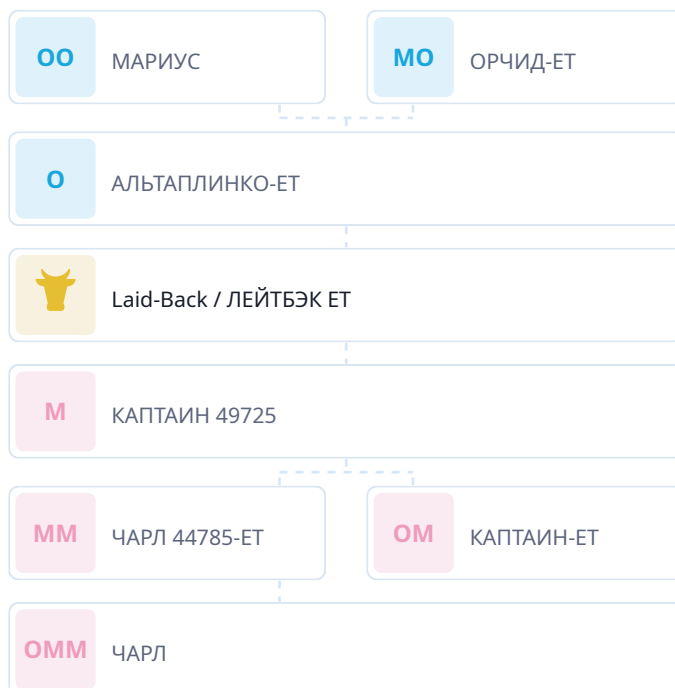 ОО МАРИУС
МО ОРЧИД-ЕТ
О АЛЬТАПЛИНКО-ЕТ
Laid-Back / ЛЕЙТБЭК ЕТ
М КАПТАИН 49725
ММ ЧАРЛ 44785-ЕТ
ОМ КАПТАИН-ЕТ
ОММ ЧАРЛ